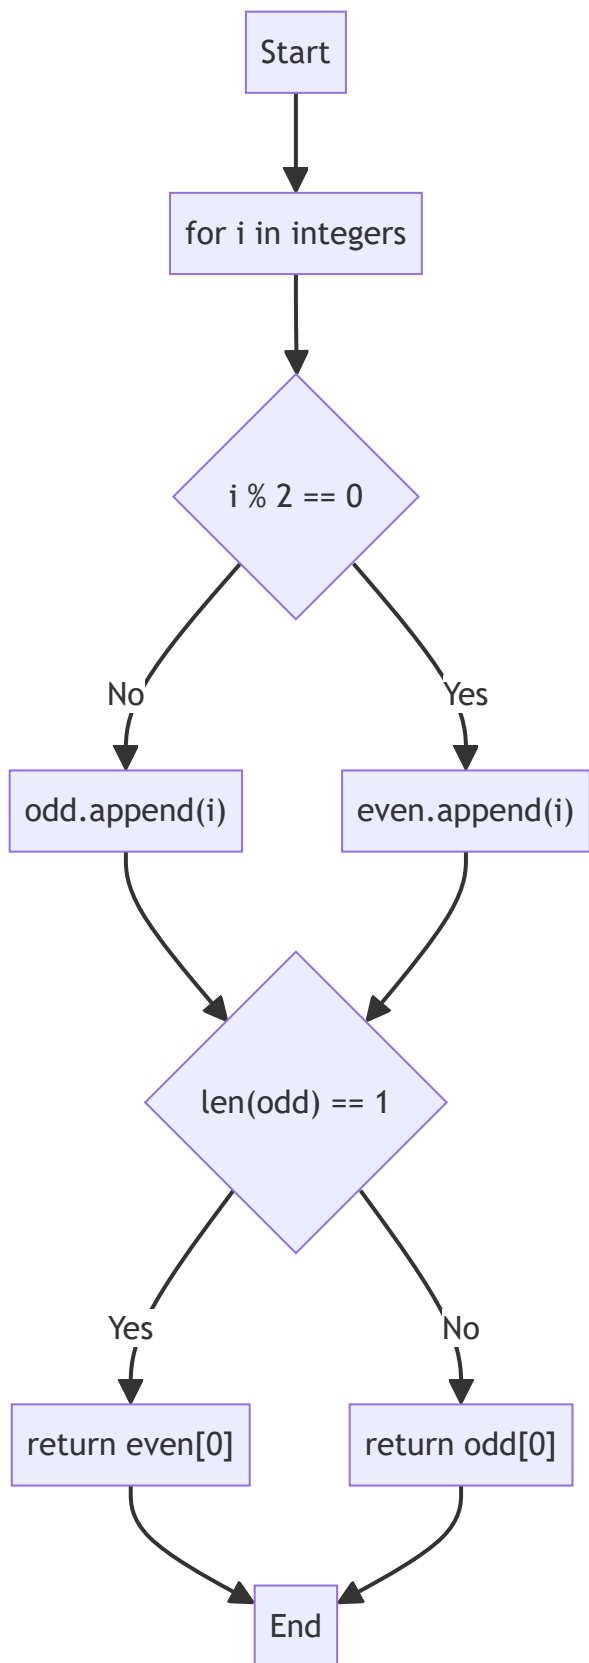 Start
for i in integers
i % 2 == 0
No
Yes
odd.append(i)
even.append(i)
len(odd) == 1
Yes
No
return even[0]
return odd[0]
End